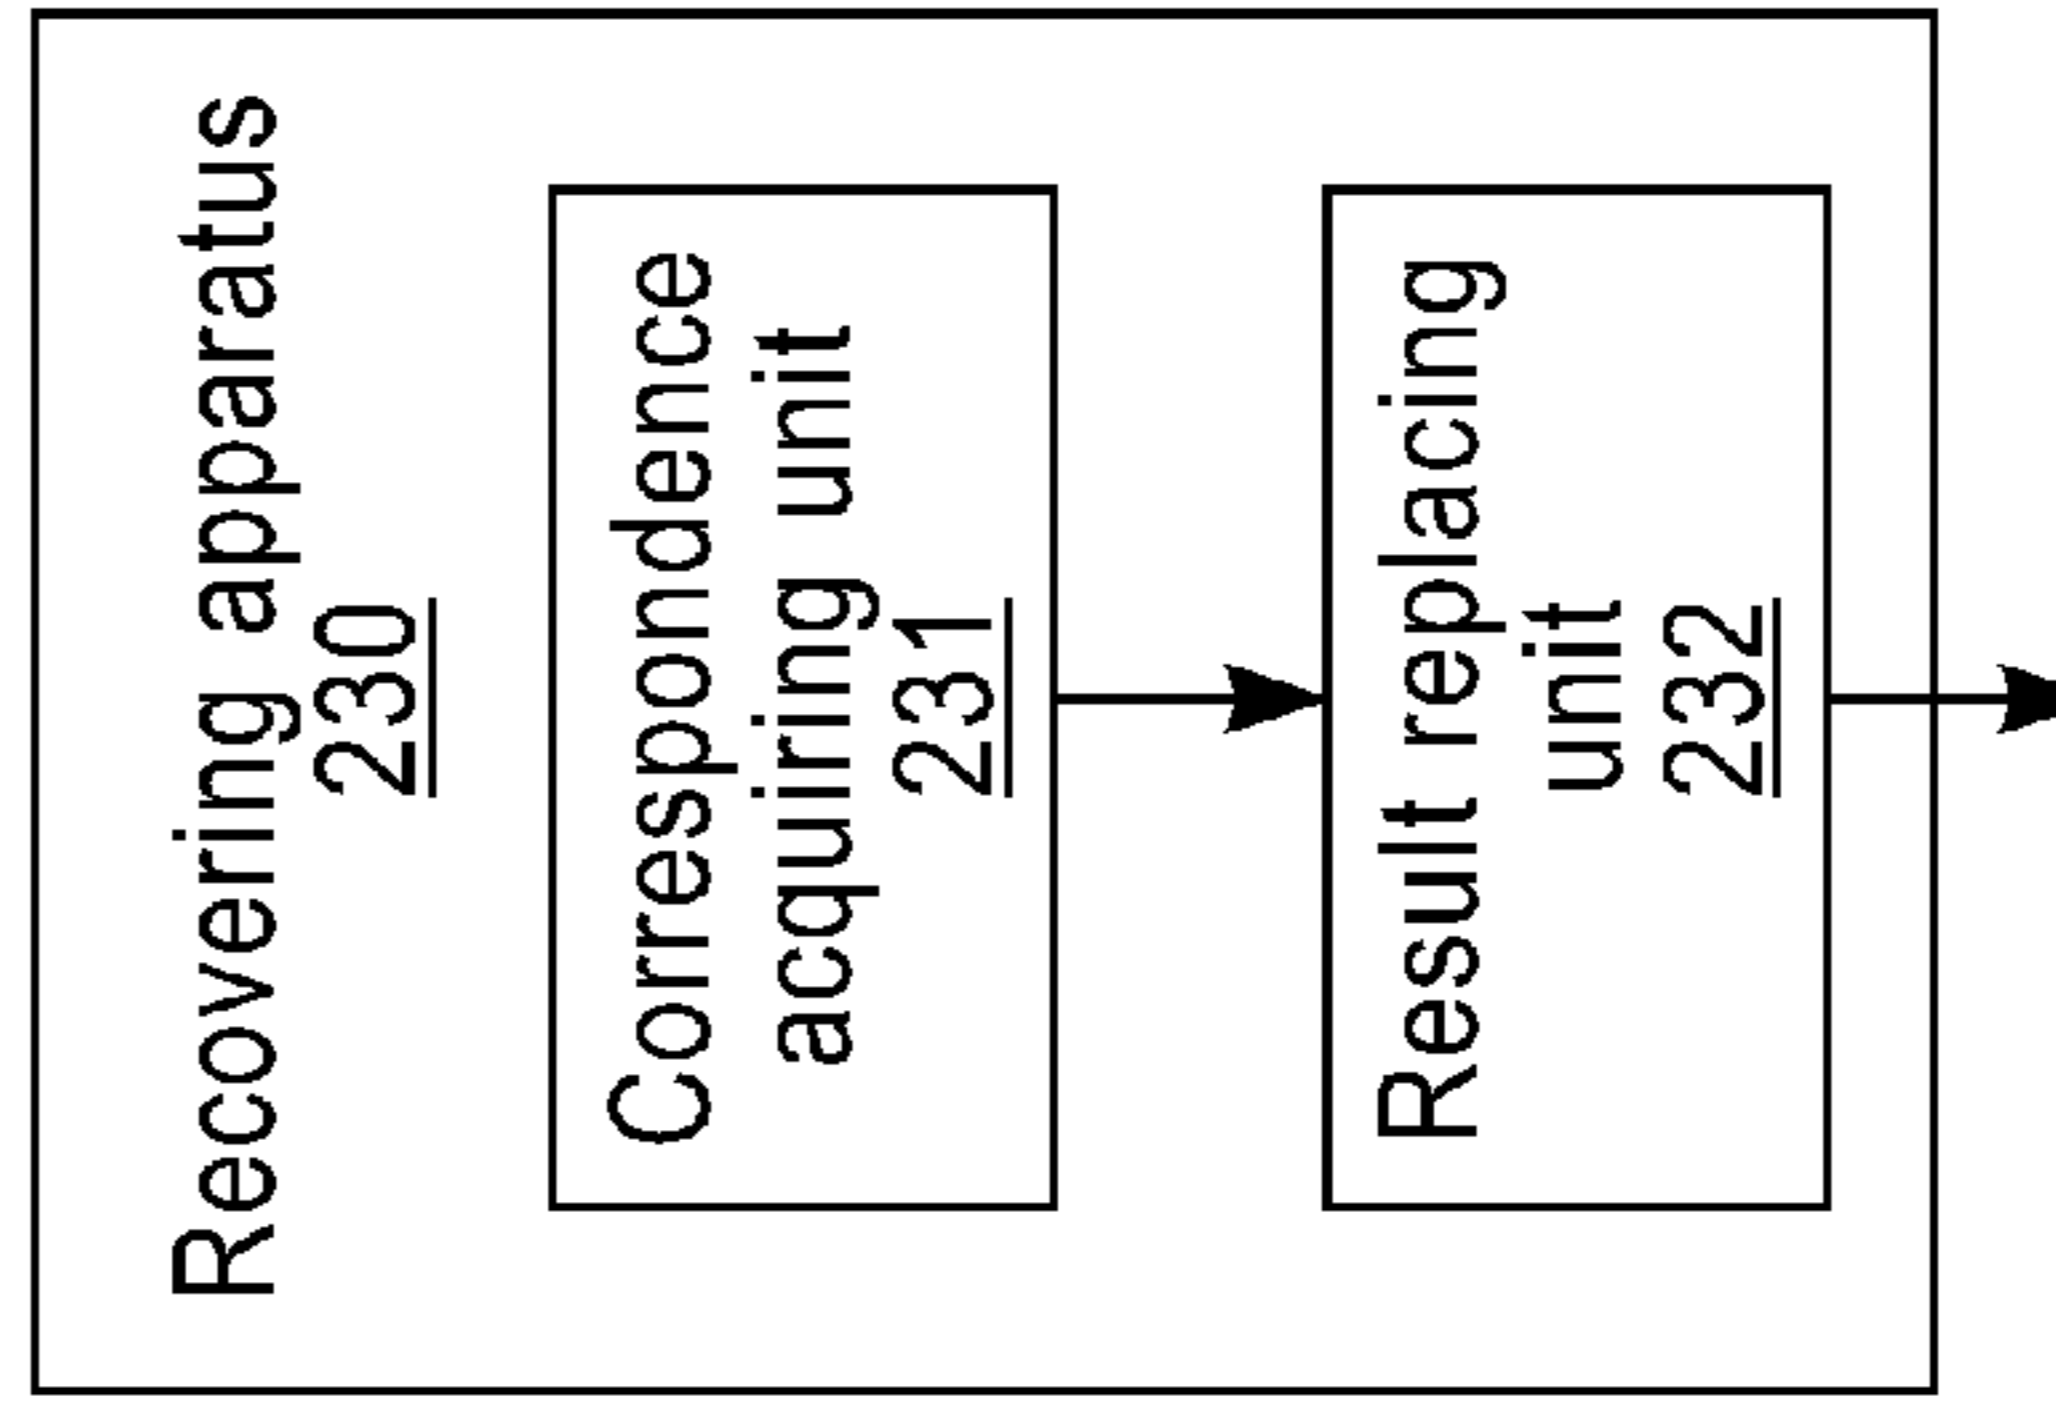 Recovering apparatus
230
Correspondence
acquiring unit
231
Result replacing
unit
232